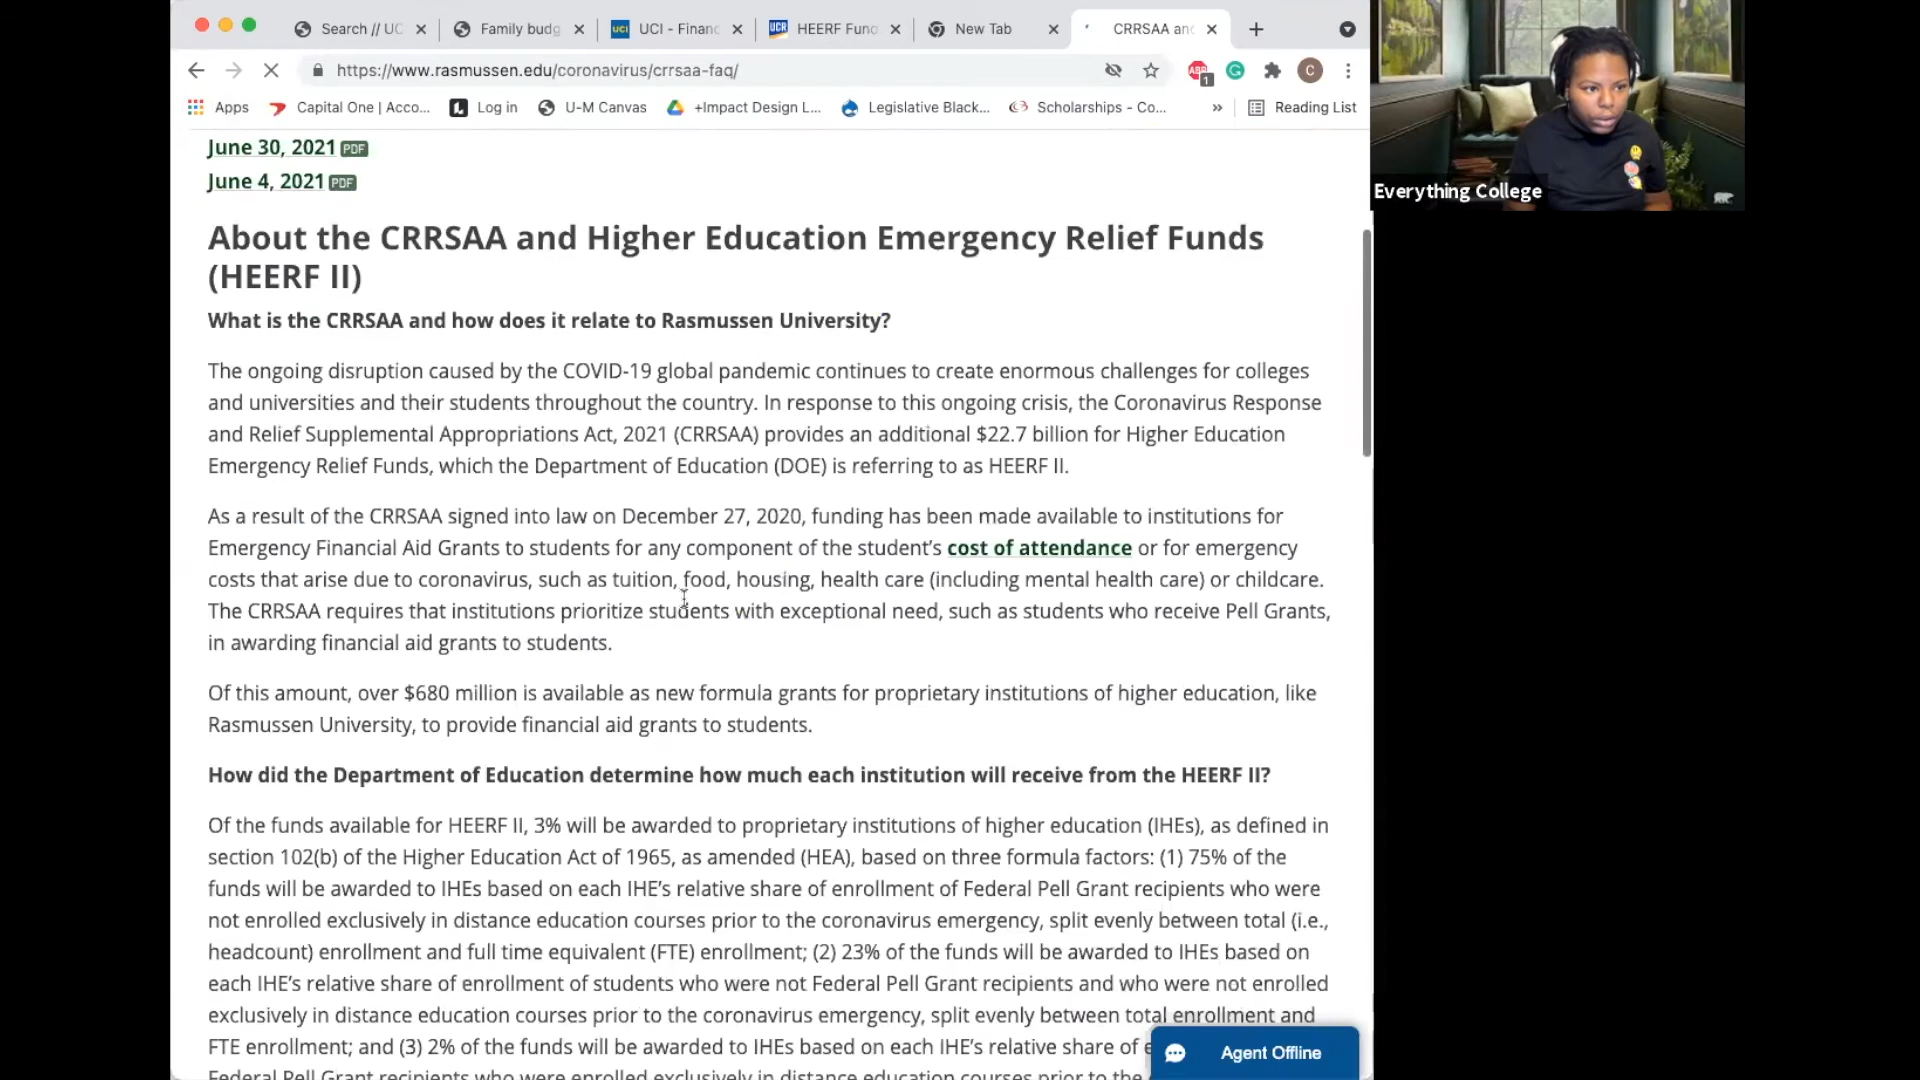 Search // UC
Family budg
UCI UCI - Financ
UCR HEERF Fund
New Tab
CRRSAA and
https://www.rasmussen.edu/coronavirus/crrsaa-faq/
ABP 1
C
Apps
Capital One | Acco...
Log in
U-M Canvas
+Impact Design L...
Legislative Black...
Scholarships - Co...
»
Reading List
Everything College
June 30, 2021 PDF
June 4, 2021 PDF
About the CRRSAA and Higher Education Emergency Relief Funds
(HEERF II)
What is the CRRSAA and how does it relate to Rasmussen University?
The ongoing disruption caused by the COVID-19 global pandemic continues to create enormous challenges for colleges
and universities and their students throughout the country. In response to this ongoing crisis, the Coronavirus Response
and Relief Supplemental Appropriations Act, 2021 (CRRSAA) provides an additional $22.7 billion for Higher Education
Emergency Relief Funds, which the Department of Education (DOE) is referring to as HEERF II.
As a result of the CRRSAA signed into law on December 27, 2020, funding has been made available to institutions for
Emergency Financial Aid Grants to students for any component of the student’s cost of attendance or for emergency
costs that arise due to coronavirus, such as tuition, food, housing, health care (including mental health care) or childcare.
The CRRSAA requires that institutions prioritize students with exceptional need, such as students who receive Pell Grants,
in awarding financial aid grants to students.
Of this amount, over $680 million is available as new formula grants for proprietary institutions of higher education, like
Rasmussen University, to provide financial aid grants to students.
How did the Department of Education determine how much each institution will receive from the HEERF II?
Of the funds available for HEERF II, 3% will be awarded to proprietary institutions of higher education (IHEs), as defined in
section 102(b) of the Higher Education Act of 1965, as amended (HEA), based on three formula factors: (1) 75% of the
funds will be awarded to IHEs based on each IHE’s relative share of enrollment of Federal Pell Grant recipients who were
not enrolled exclusively in distance education courses prior to the coronavirus emergency, split evenly between total (i.e.,
headcount) enrollment and full time equivalent (FTE) enrollment; (2) 23% of the funds will be awarded to IHEs based on
each IHE’s relative share of enrollment of students who were not Federal Pell Grant recipients and who were not enrolled
exclusively in distance education courses prior to the coronavirus emergency, split evenly between total enrollment and
FTE enrollment; and (3) 2% of the funds will be awarded to IHEs based on each IHE’s relative share of
Federal Pell Grant recipients who were enrolled exclusively in distance education courses prior to the
Agent Offline